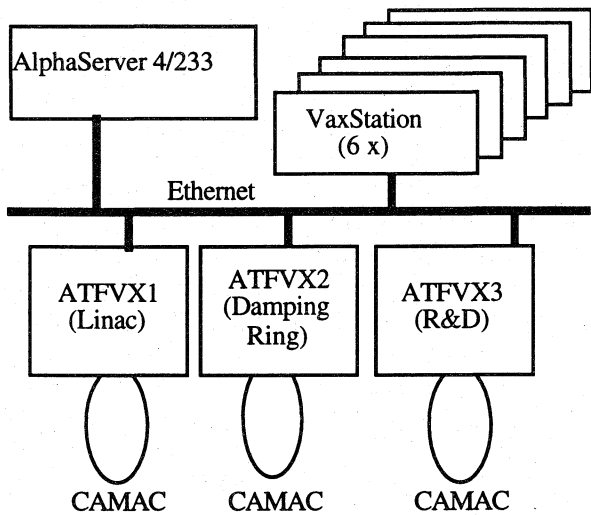 AlphaServer 4/233
VaxStation
(6 x)
Ethernet
ATFVX1
(Linac)
ATFVX2
(Damping
Ring)
ATFVX3
(R&D)
CAMAC
CAMAC
CAMAC